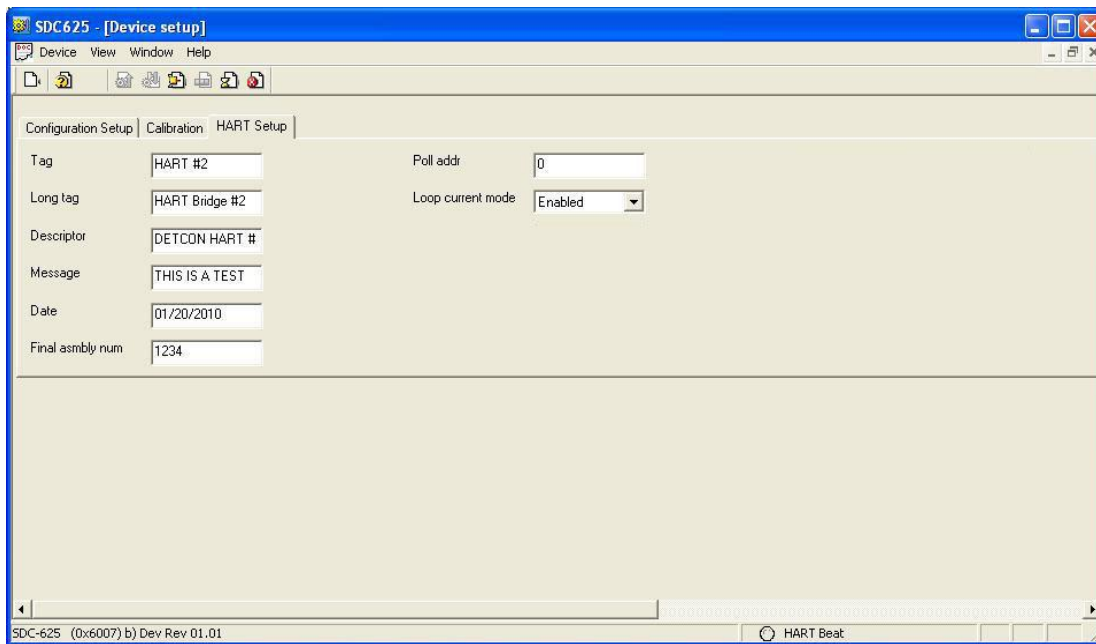 SDC625 - [Device setup]
Device View Window Help
Configuration Setup Calibration HART Setup
Tag HART #2 Poll addr 0
Long tag HART Bridge #2 Loop current mode Enabled
Descriptor DETCON HART #
Message THIS IS A TEST
Date 01/20/2010
Final asmbly num 1234
SDC-625 (0x6007) b) Dev Rev 01.01 HART Beat